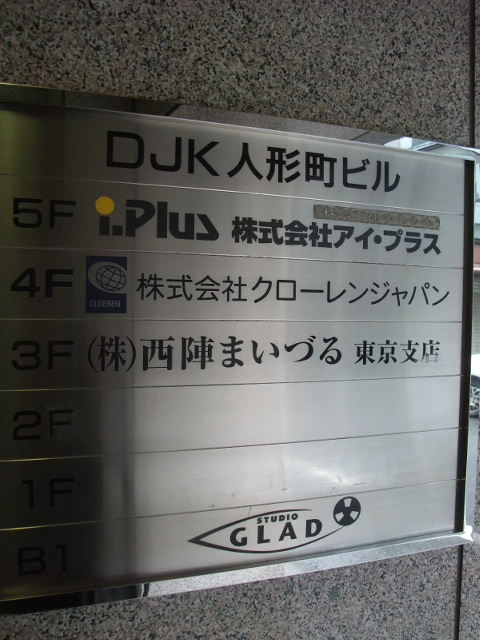 DJK人形町ビル
5F i.Plus 株式会社アイ・プラス
4F CLOEREN 株式会社クローレンジャパン
3F (株)西陣まいづる 東京支店
2F
1F
B1 STUDIO GLAD